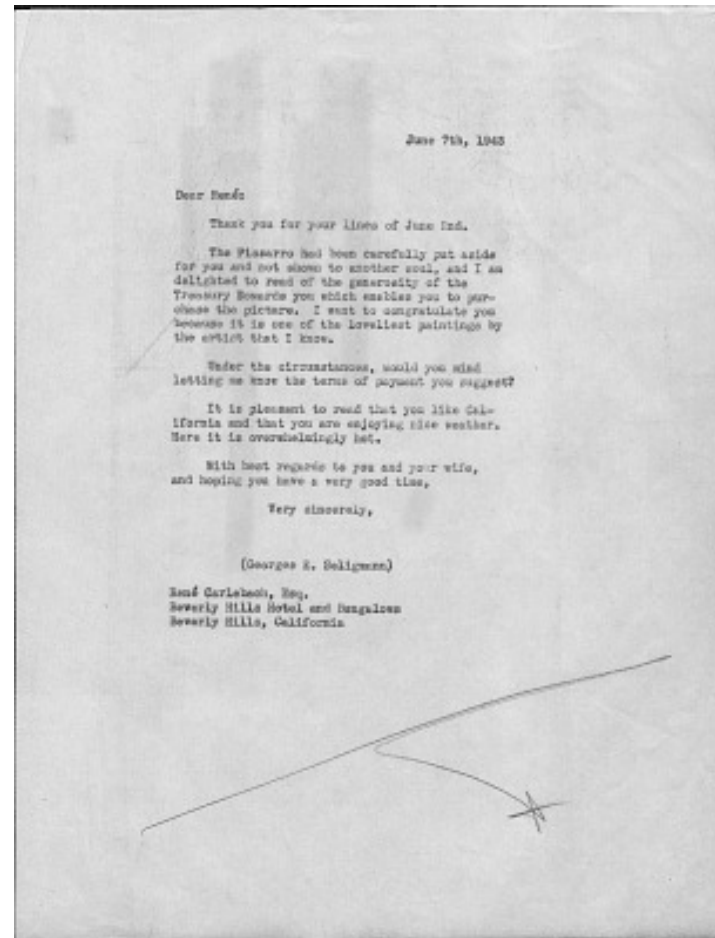 June 7th, 1943
Dear René:
Thank you for your lines of June 2nd.
The Pissarro had been carefully put aside
for you and not shown to another soul, and I am
delighted to read of the generosity of the
Treasury towards you which enables you to pur-
chase the picture. I want to congratulate you
because it is one of the loveliest paintings by
the artist that I know.
Under the circumstances, would you mind
letting me know the terms of payment you suggest?
It is pleasant to read that you like Cal-
ifornia and that you are enjoying nice weather.
Here it is overwhelmingly hot.
With best regards to you and your wife,
and hoping you have a very good time,
Very sincerely,
(Georges E. Seligmann)
René Carlebach, Esq.
Beverly Hills Hotel and Bungalows
Beverly Hills, California